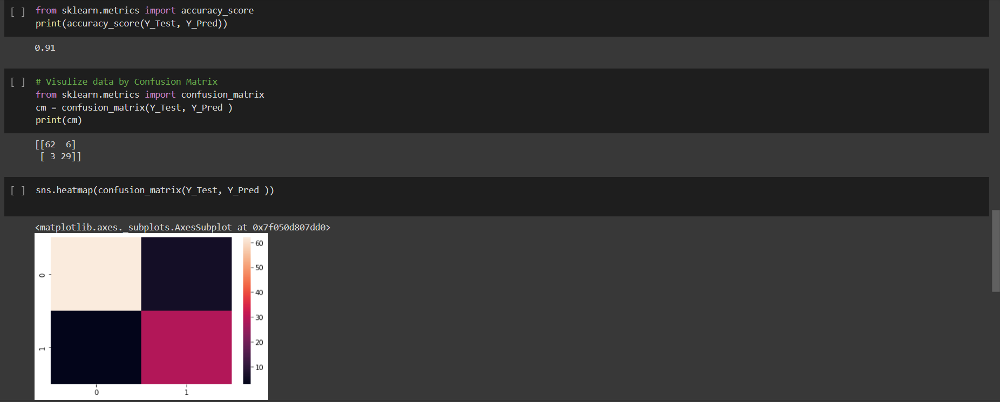 [ ] from sklearn.metrics import accuracy_score
print(accuracy_score(Y_Test, Y_Pred))
0.91
[ ] # Visulize data by Confusion Matrix
from sklearn.metrics import confusion_matrix
cm = confusion_matrix(Y_Test, Y_Pred )
print(cm)
[[62  6]
 [ 3 29]]
[ ] sns.heatmap(confusion_matrix(Y_Test, Y_Pred ))
<matplotlib.axes._subplots.AxesSubplot at 0x7f050d807dd0>
60
50
0
40
30
1
20
10
0 1